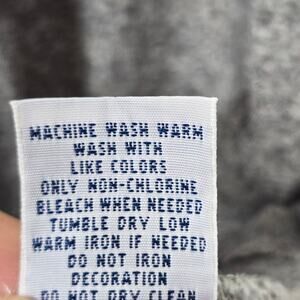 MACHINE WASH WARM
WASH WITH
LIKE COLORS
ONLY NON-CHLORINE
BLEACH WHEN NEEDED
TUMBLE DRY LOW
WARM IRON IF NEEDED
DO NOT IRON
DECORATION
DO NOT DRY CLEAN